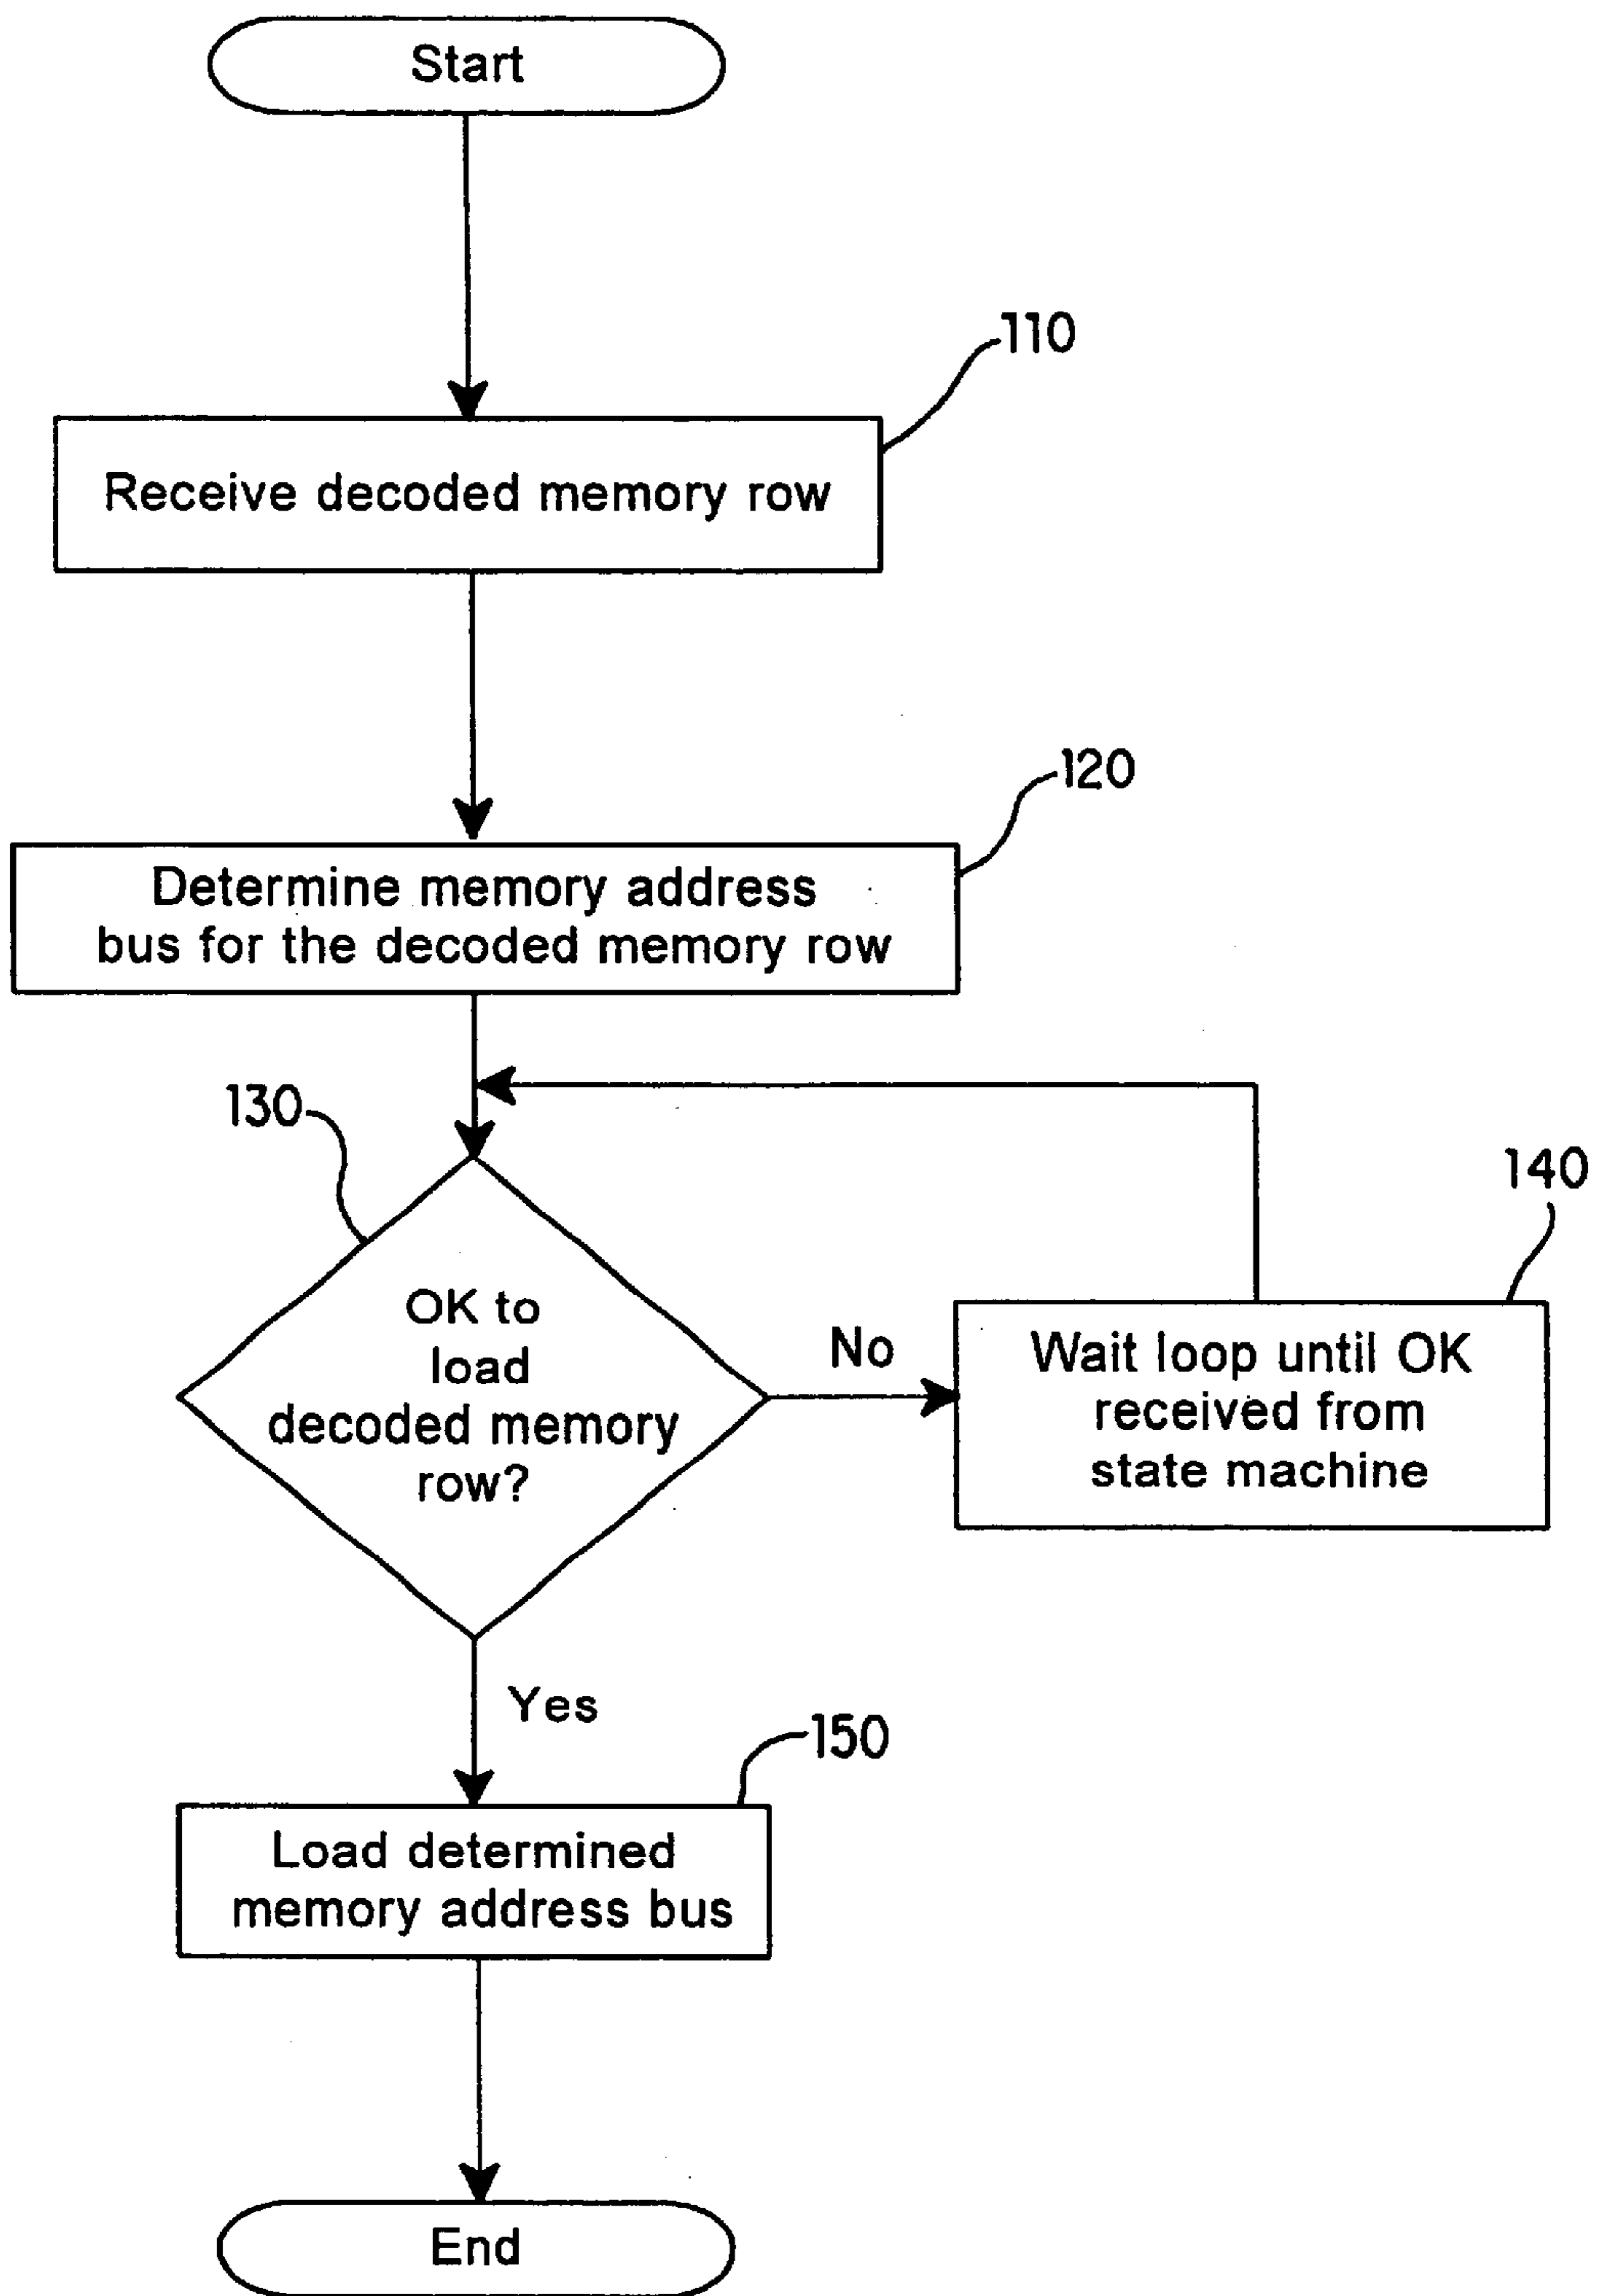 Start
110
Receive decoded memory row
120
Determine memory address
bus for the decoded memory row
130
OK to
load
decoded memory
row?
No
140
Wait loop until OK
received from
state machine
Yes
150
Load determined
memory address bus
End